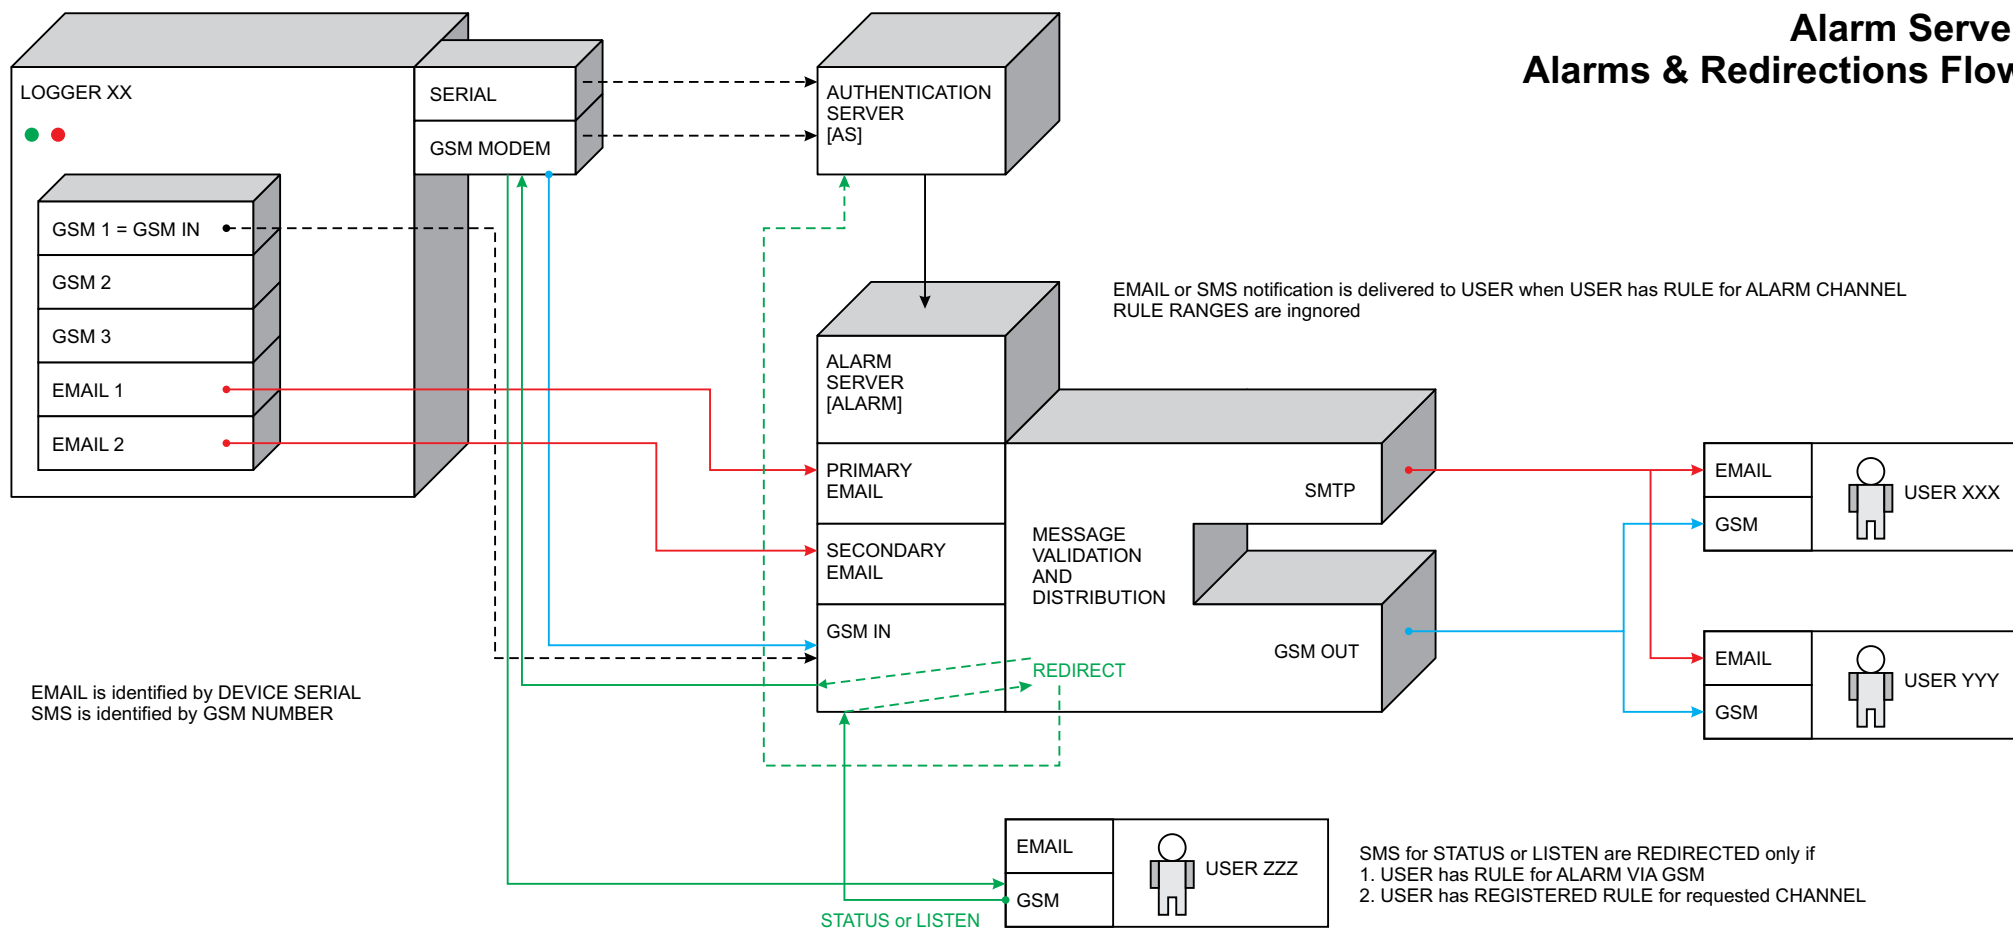 Alarm Serve
Alarms & Redirections Flow
LOGGER XX
SERIAL
GSM MODEM
AUTHENTICATION
SERVER
[AS]
GSM 1 = GSM IN
GSM 2
GSM 3
EMAIL 1
EMAIL 2
EMAIL or SMS notification is delivered to USER when USER has RULE for ALARM CHANNEL
RULE RANGES are ingnored
ALARM
SERVER
[ALARM]
PRIMARY
EMAIL
SECONDARY
EMAIL
GSM IN
MESSAGE
VALIDATION
AND
DISTRIBUTION
SMTP
GSM OUT
REDIRECT
EMAIL
GSM
USER XXX
EMAIL
GSM
USER YYY
EMAIL is identified by DEVICE SERIAL
SMS is identified by GSM NUMBER
EMAIL
GSM
USER ZZZ
STATUS or LISTEN
SMS for STATUS or LISTEN are REDIRECTED only if
1. USER has RULE for ALARM VIA GSM
2. USER has REGISTERED RULE for requested CHANNEL